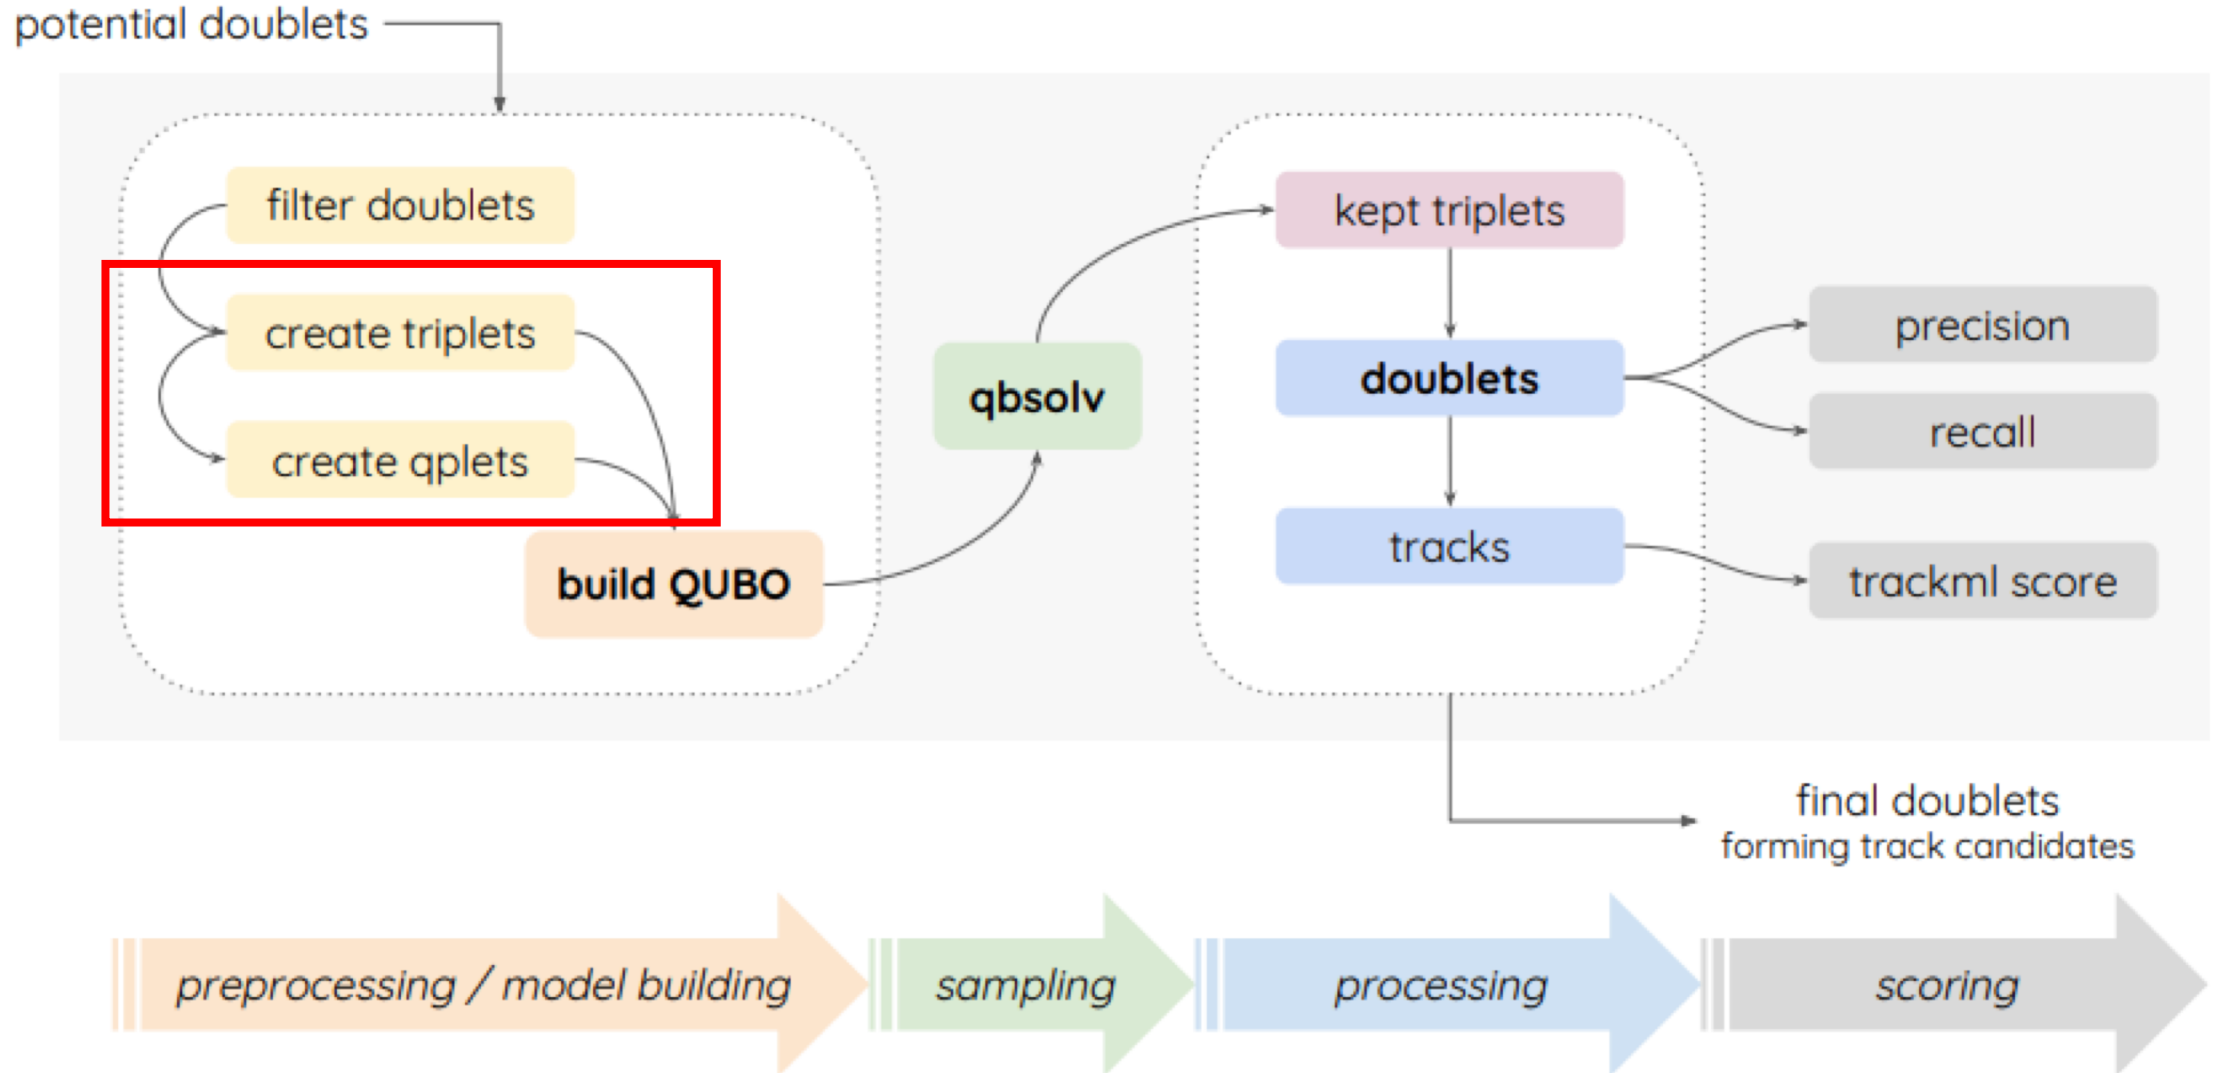 potential doublets
filter doublets
create triplets
create qplets
build QUBO
qbsolv
kept triplets
doublets
tracks
precision
recall
trackml score
final doublets
forming track candidates
preprocessing / model building
sampling
processing
scoring